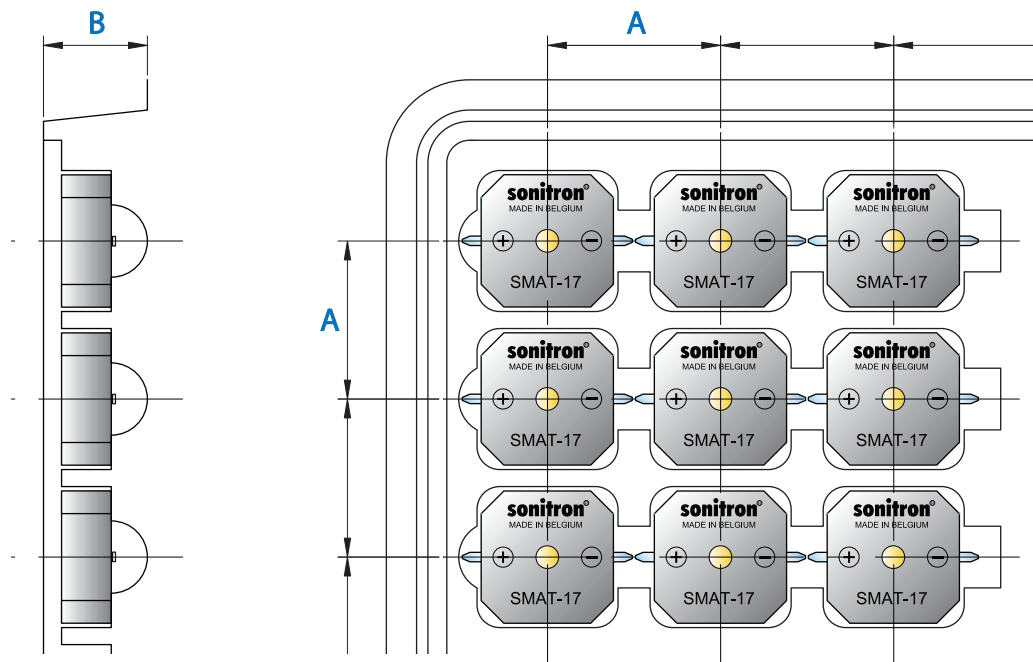 B
A
A
sonitron®
MADE IN BELGIUM
+ −
SMAT-17
sonitron®
MADE IN BELGIUM
+ −
SMAT-17
sonitron®
MADE IN BELGIUM
+ −
SMAT-17
sonitron®
MADE IN BELGIUM
+ −
SMAT-17
sonitron®
MADE IN BELGIUM
+ −
SMAT-17
sonitron®
MADE IN BELGIUM
+ −
SMAT-17
sonitron®
MADE IN BELGIUM
+ −
SMAT-17
sonitron®
MADE IN BELGIUM
+ −
SMAT-17
sonitron®
MADE IN BELGIUM
+ −
SMAT-17